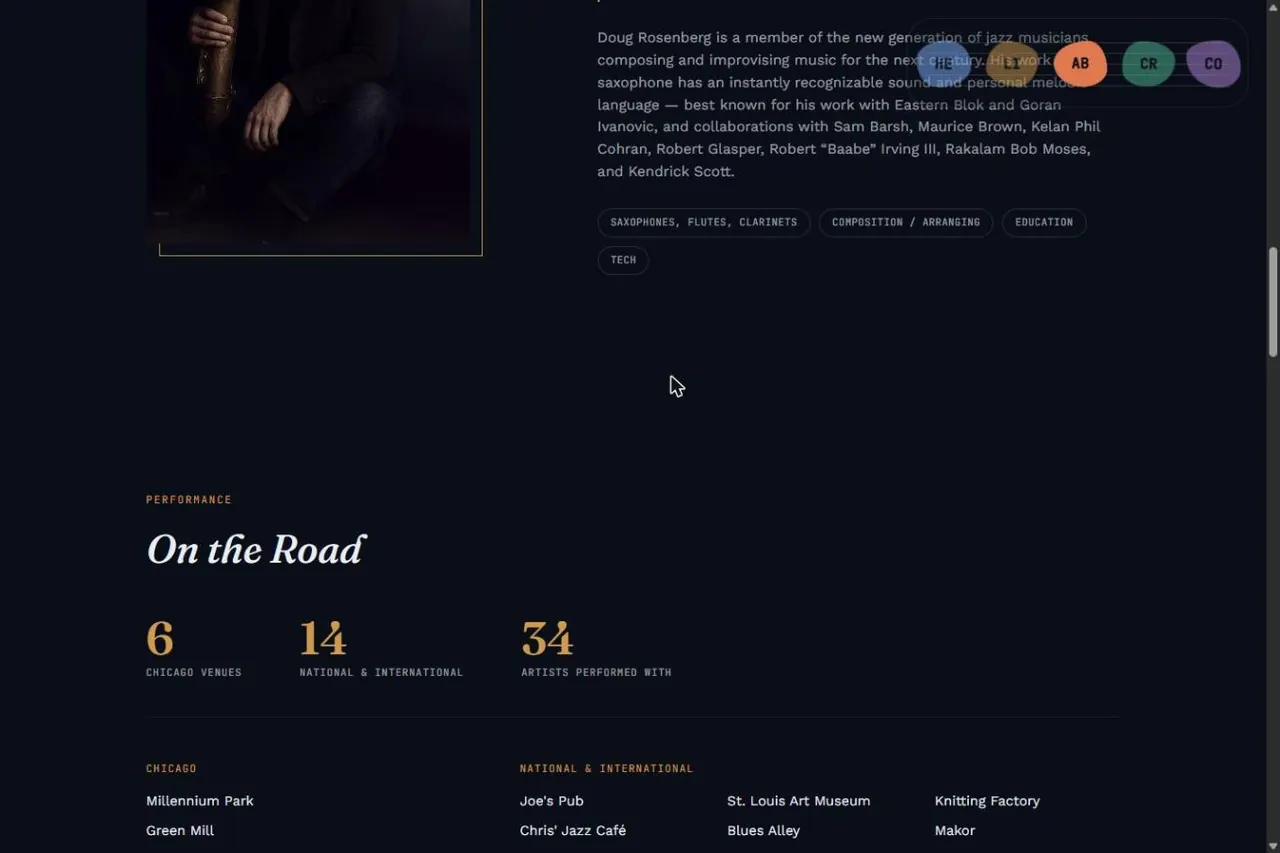 Doug Rosenberg is a member of the new generation of jazz musicians
composing and improvising music for the next century. His work
saxophone has an instantly recognizable sound and personal melo
language — best known for his work with Eastern Blok and Goran
Ivanovic, and collaborations with Sam Barsh, Maurice Brown, Kelan Phil
Cohran, Robert Glasper, Robert “Baabe” Irving III, Rakalam Bob Moses,
and Kendrick Scott.
HE LI AB CR CO
SAXOPHONES, FLUTES, CLARINETS COMPOSITION / ARRANGING EDUCATION
TECH
PERFORMANCE
On the Road
6 14 34
CHICAGO VENUES NATIONAL & INTERNATIONAL ARTISTS PERFORMED WITH
CHICAGO NATIONAL & INTERNATIONAL
Millennium Park Joe's Pub St. Louis Art Museum Knitting Factory
Green Mill Chris' Jazz Café Blues Alley Makor